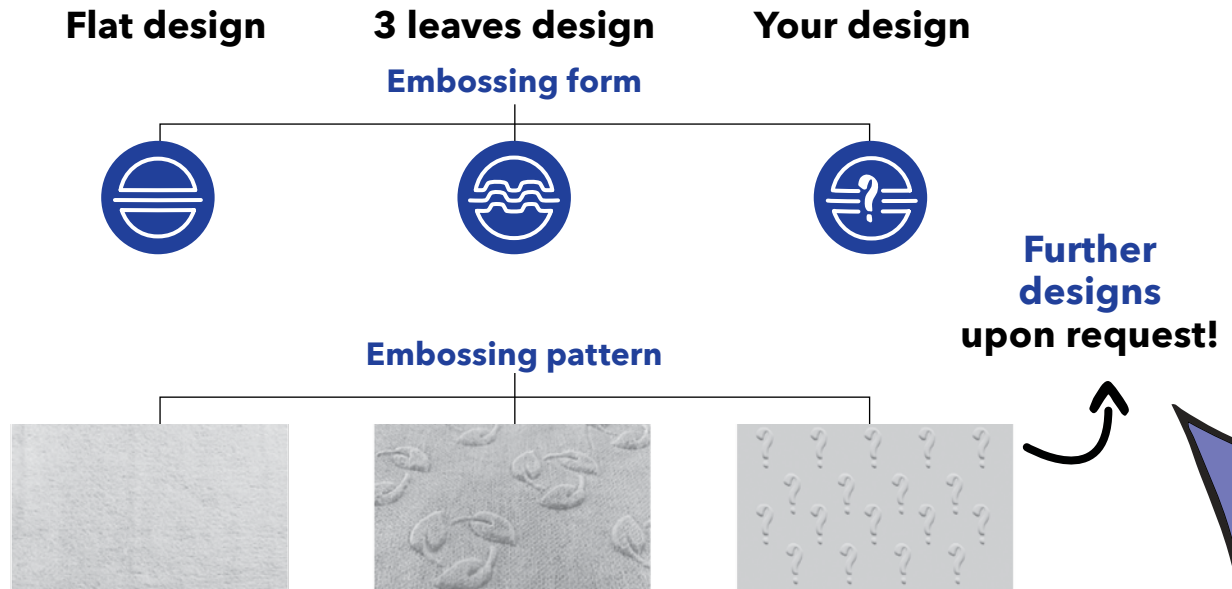 Flat design
3 leaves design
Your design
Embossing form
?
Further
designs
upon request!
Embossing pattern
? ? ? ? ?
? ? ? ?
? ? ? ? ?
? ? ? ?